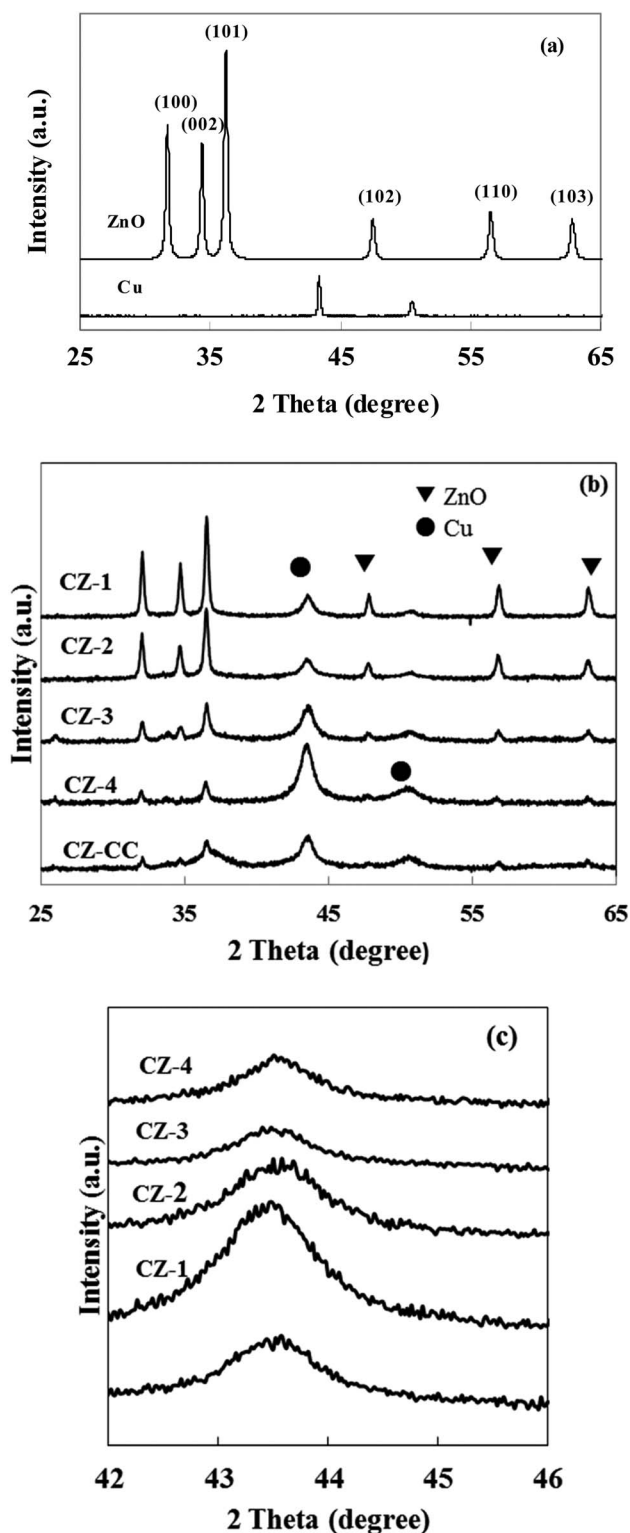 (a)
(101)
(100)
(002)
(102)
(110)
(103)
ZnO
Cu
Intensity (a.u.)
25 35 45 55 65
2 Theta (degree)
(b)
ZnO
Cu
CZ-1
CZ-2
CZ-3
CZ-4
CZ-CC
Intensity (a.u.)
25 35 45 55 65
2 Theta (degree)
(c)
CZ-4
CZ-3
CZ-2
CZ-1
Intensity (a.u.)
42 43 44 45 46
2 Theta (degree)